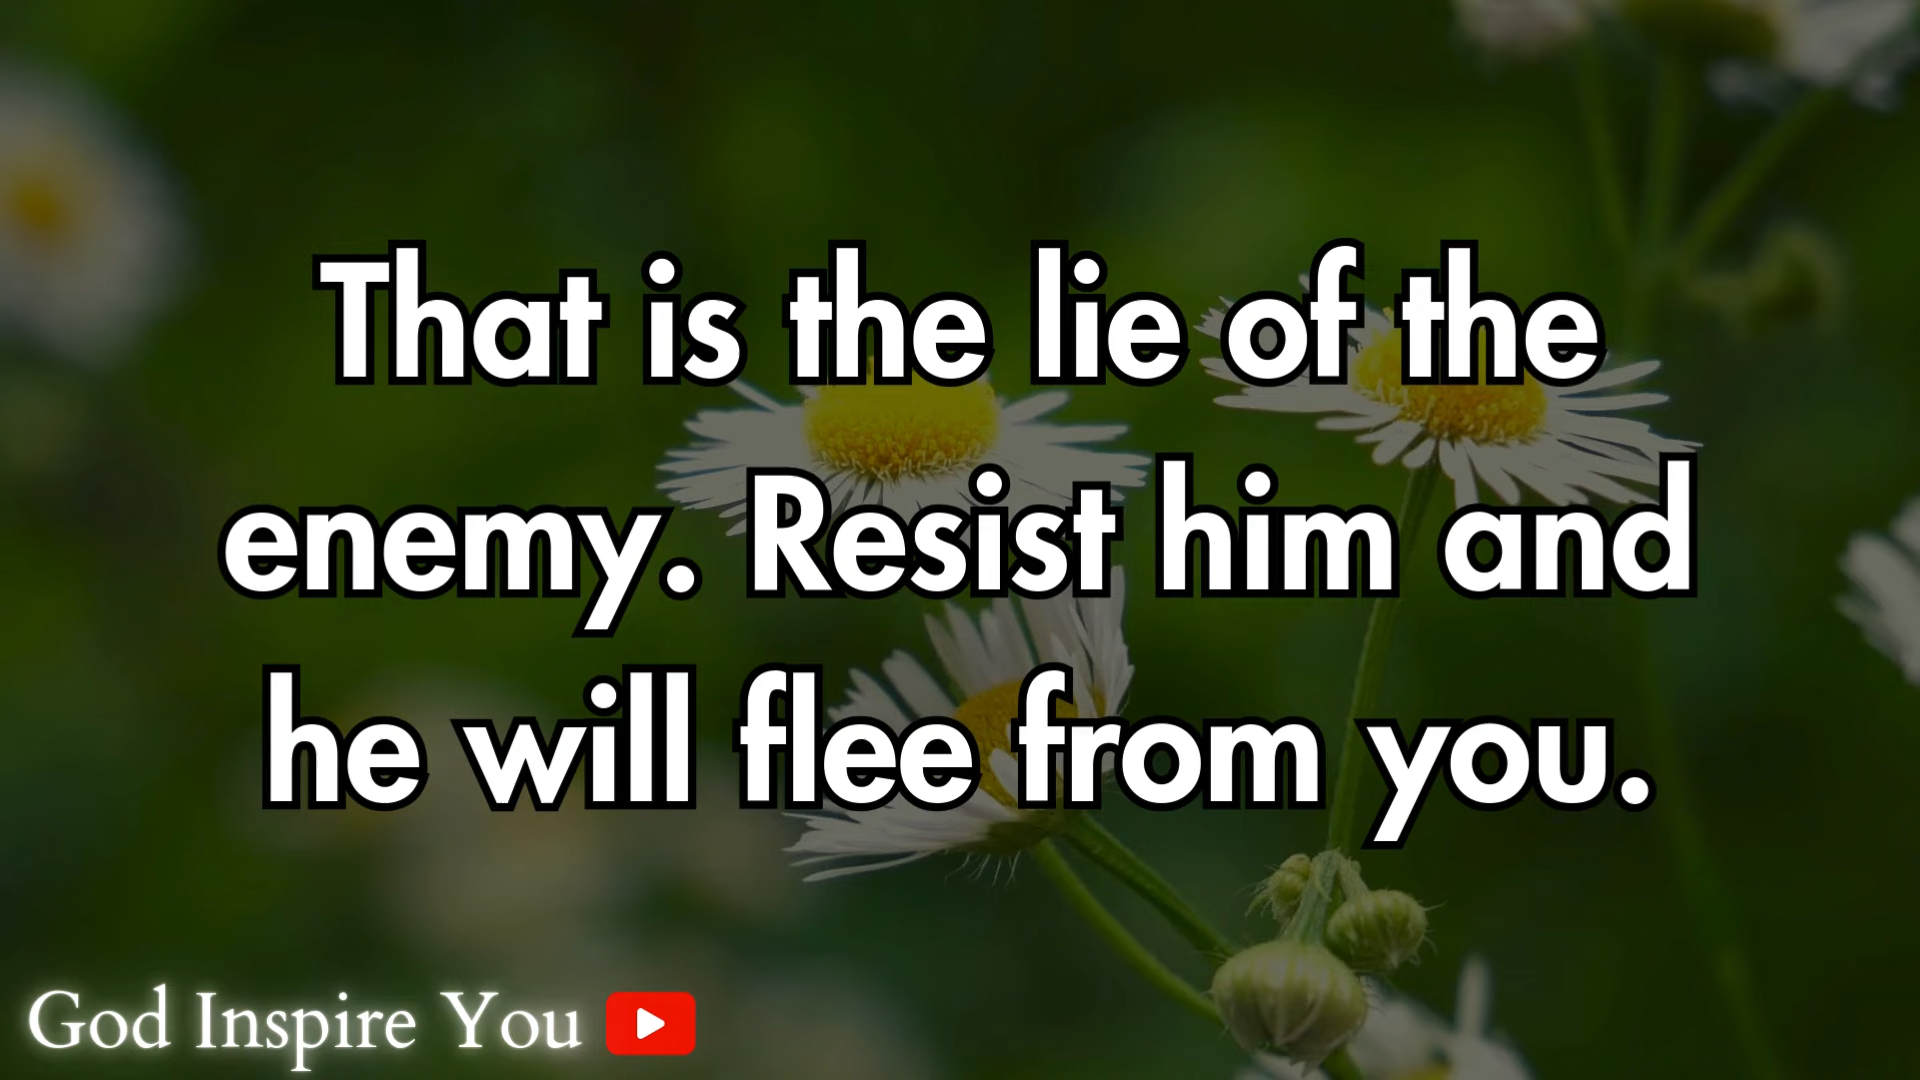 That is the lie of the
enemy. Resist him and
he will flee from you.
God Inspire You